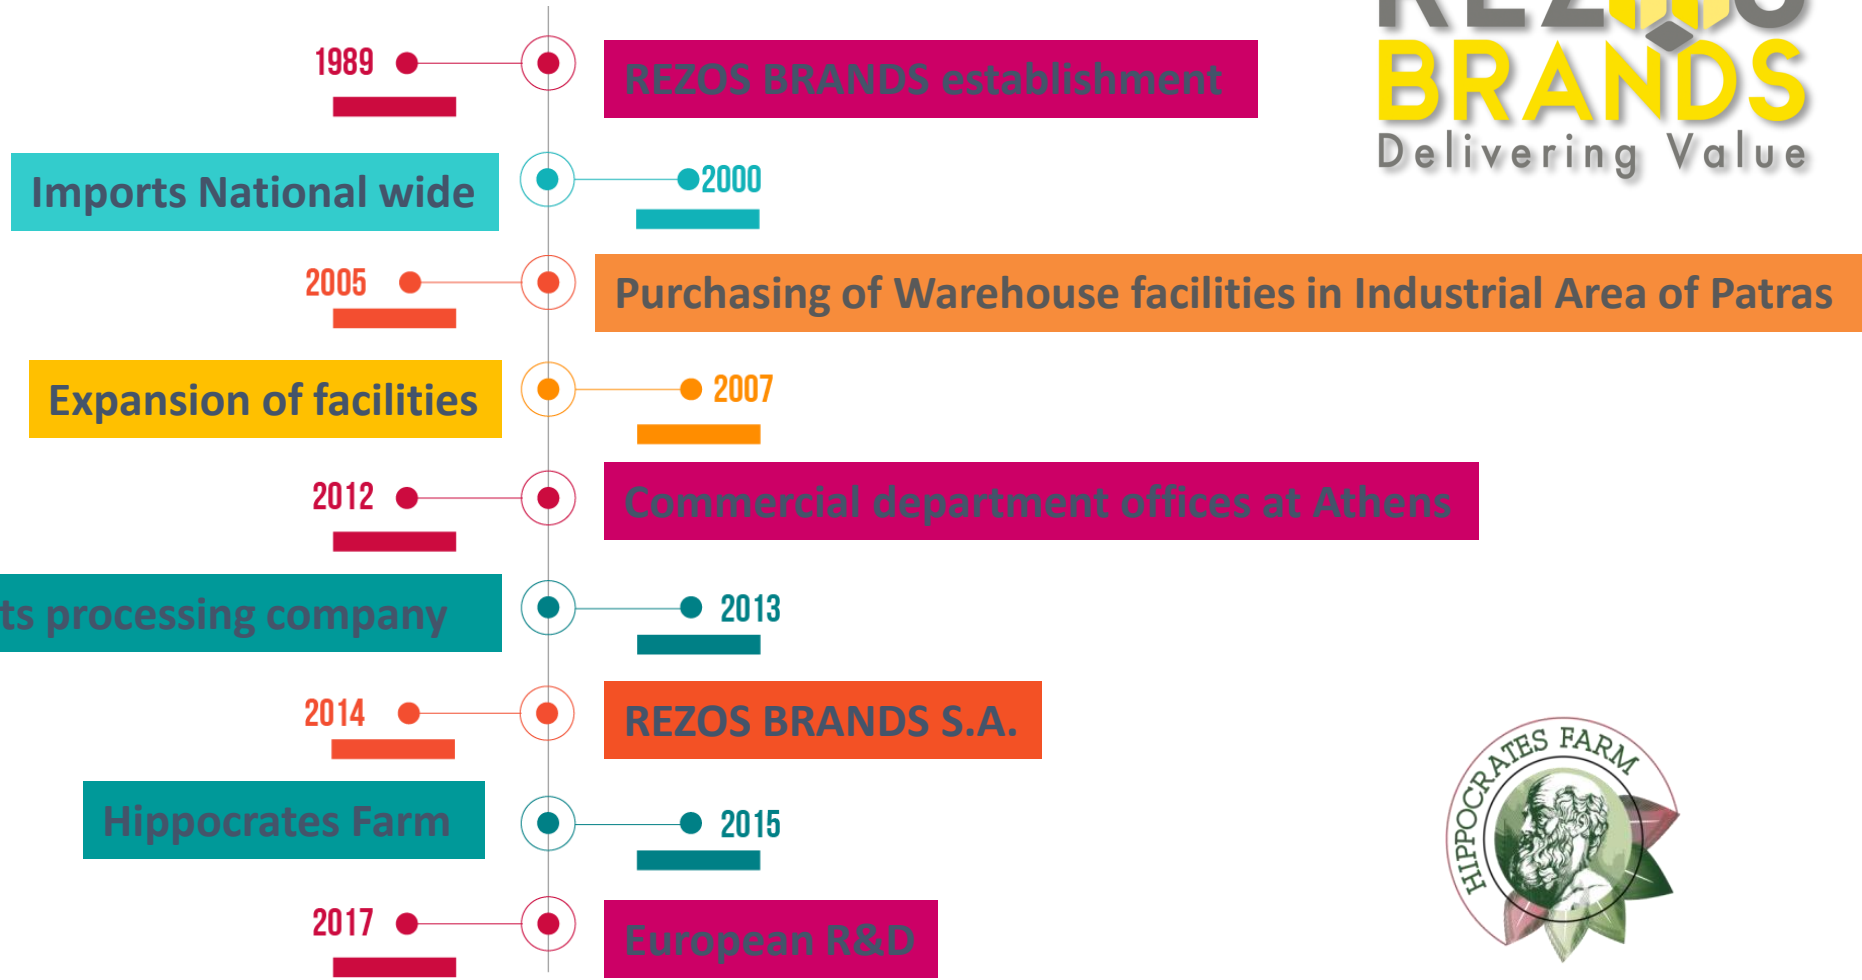 REZOS
BRANDS
Delivering Value
1989
REZOS BRANDS establishment
Imports National wide
2000
2005
Purchasing of Warehouse facilities in Industrial Area of Patras
Expansion of facilities
2007
2012
Commercial department offices at Athens
processing company
2013
2014
REZOS BRANDS S.A.
Hippocrates Farm
2015
2017
European R&D
HIPPOCRATES FARM